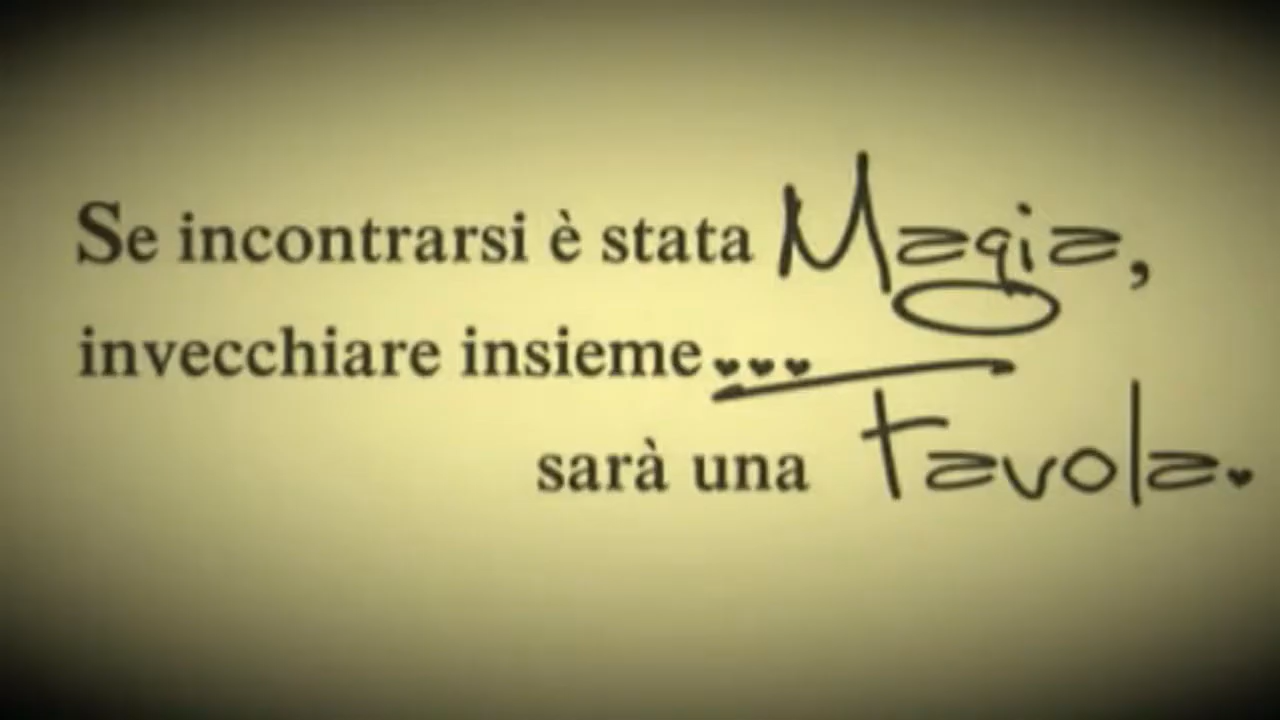 Se incontrarsi è stata Magia,
invecchiare insieme...
sarà una Favola.